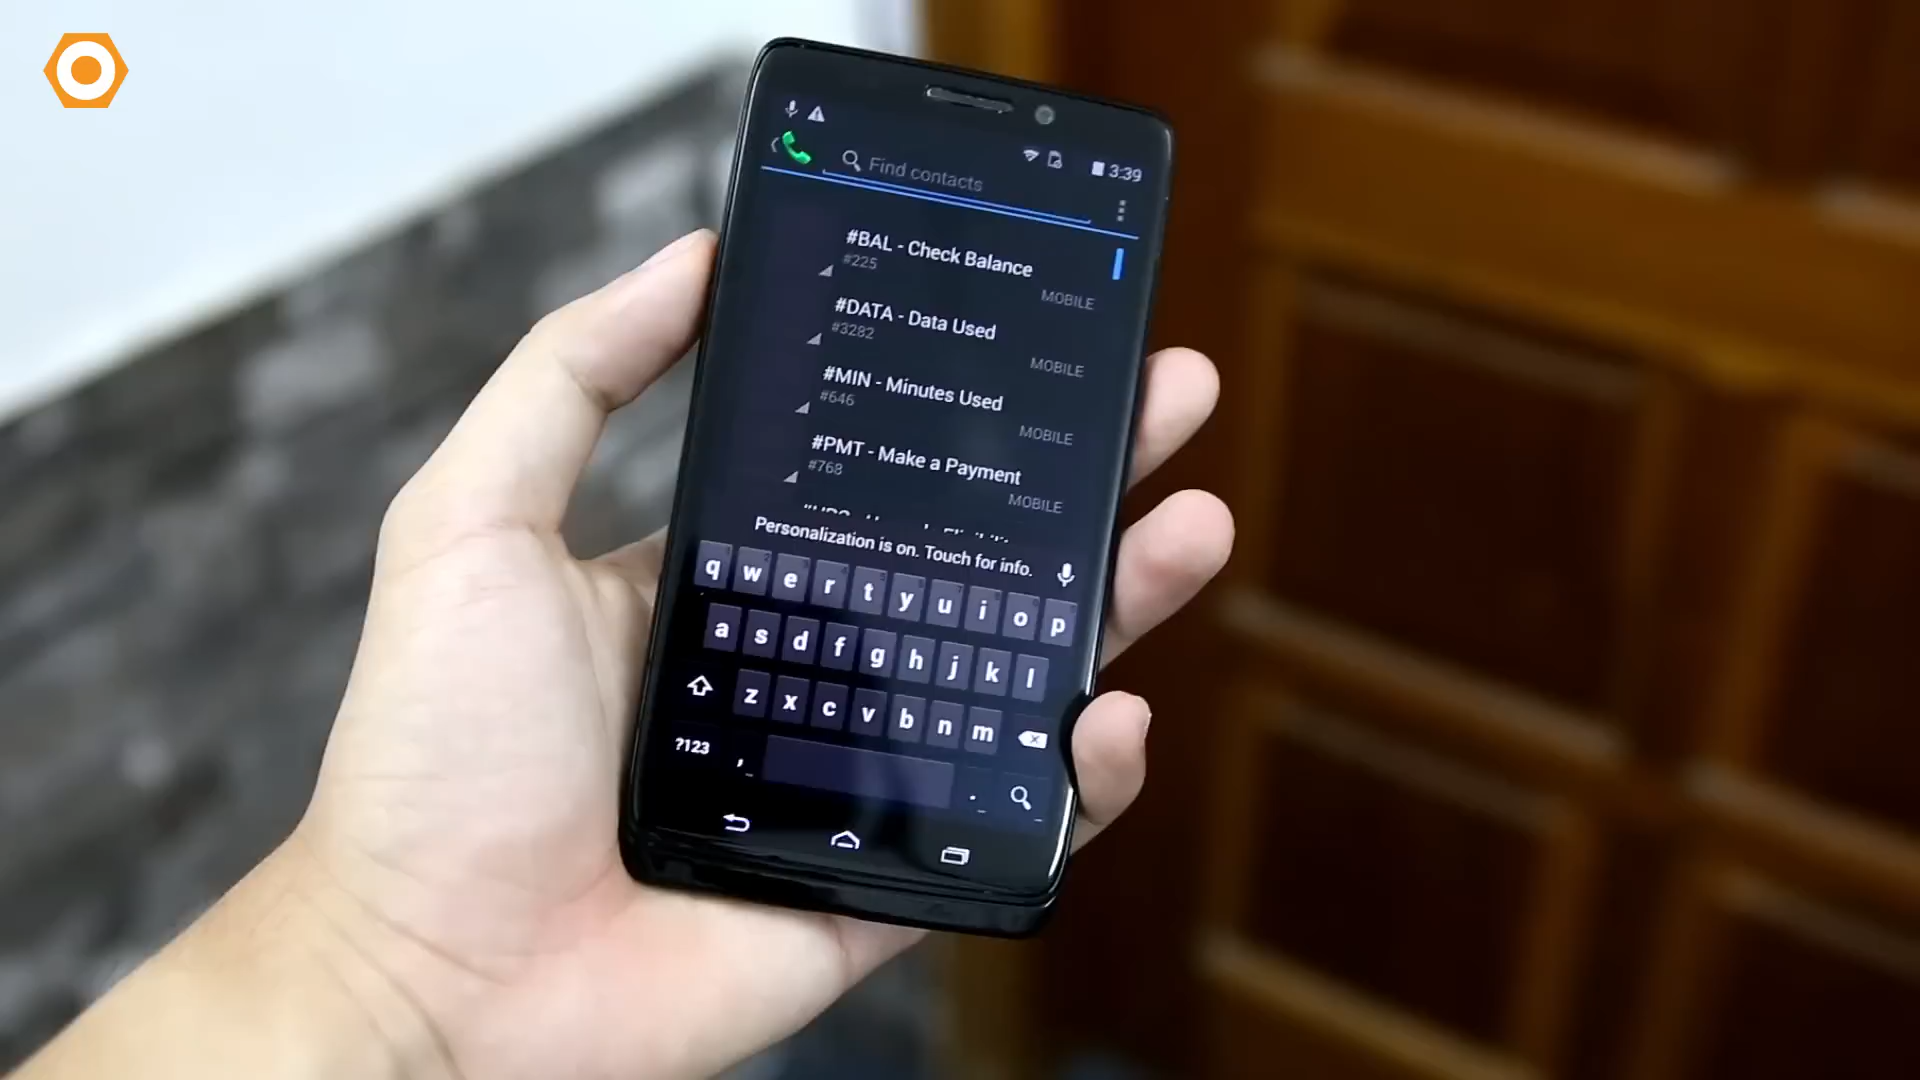 3:39
Find contacts
#BAL - Check Balance
#225
MOBILE
#DATA - Data Used
#3282
MOBILE
#MIN - Minutes Used
#646
MOBILE
#PMT - Make a Payment
#768
MOBILE
Personalization is on. Touch for info.
q w e r t y u i o p
a s d f g h j k l
z x c v b n m
?123 , .